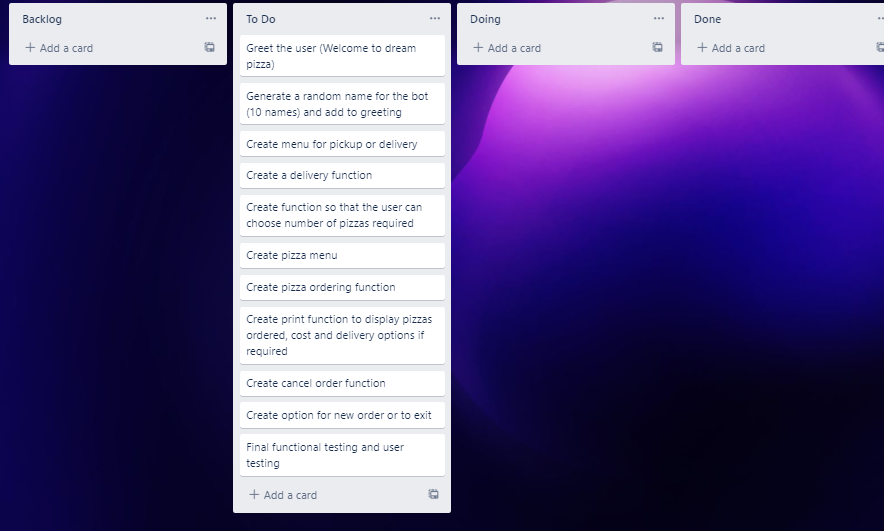 Backlog
Add a card
To Do
Greet the user (Welcome to dream
pizza)
Generate a random name for the bot
(10 names) and add to greeting
Create menu for pickup or delivery
Create a delivery function
Create function so that the user can
choose number of pizzas required
Create pizza menu
Create pizza ordering function
Create print function to display pizzas
ordered, cost and delivery options if
required
Create cancel order function
Create option for new order or to exit
Final functional testing and user
testing
Add a card
Doing
Add a card
Done
Add a card